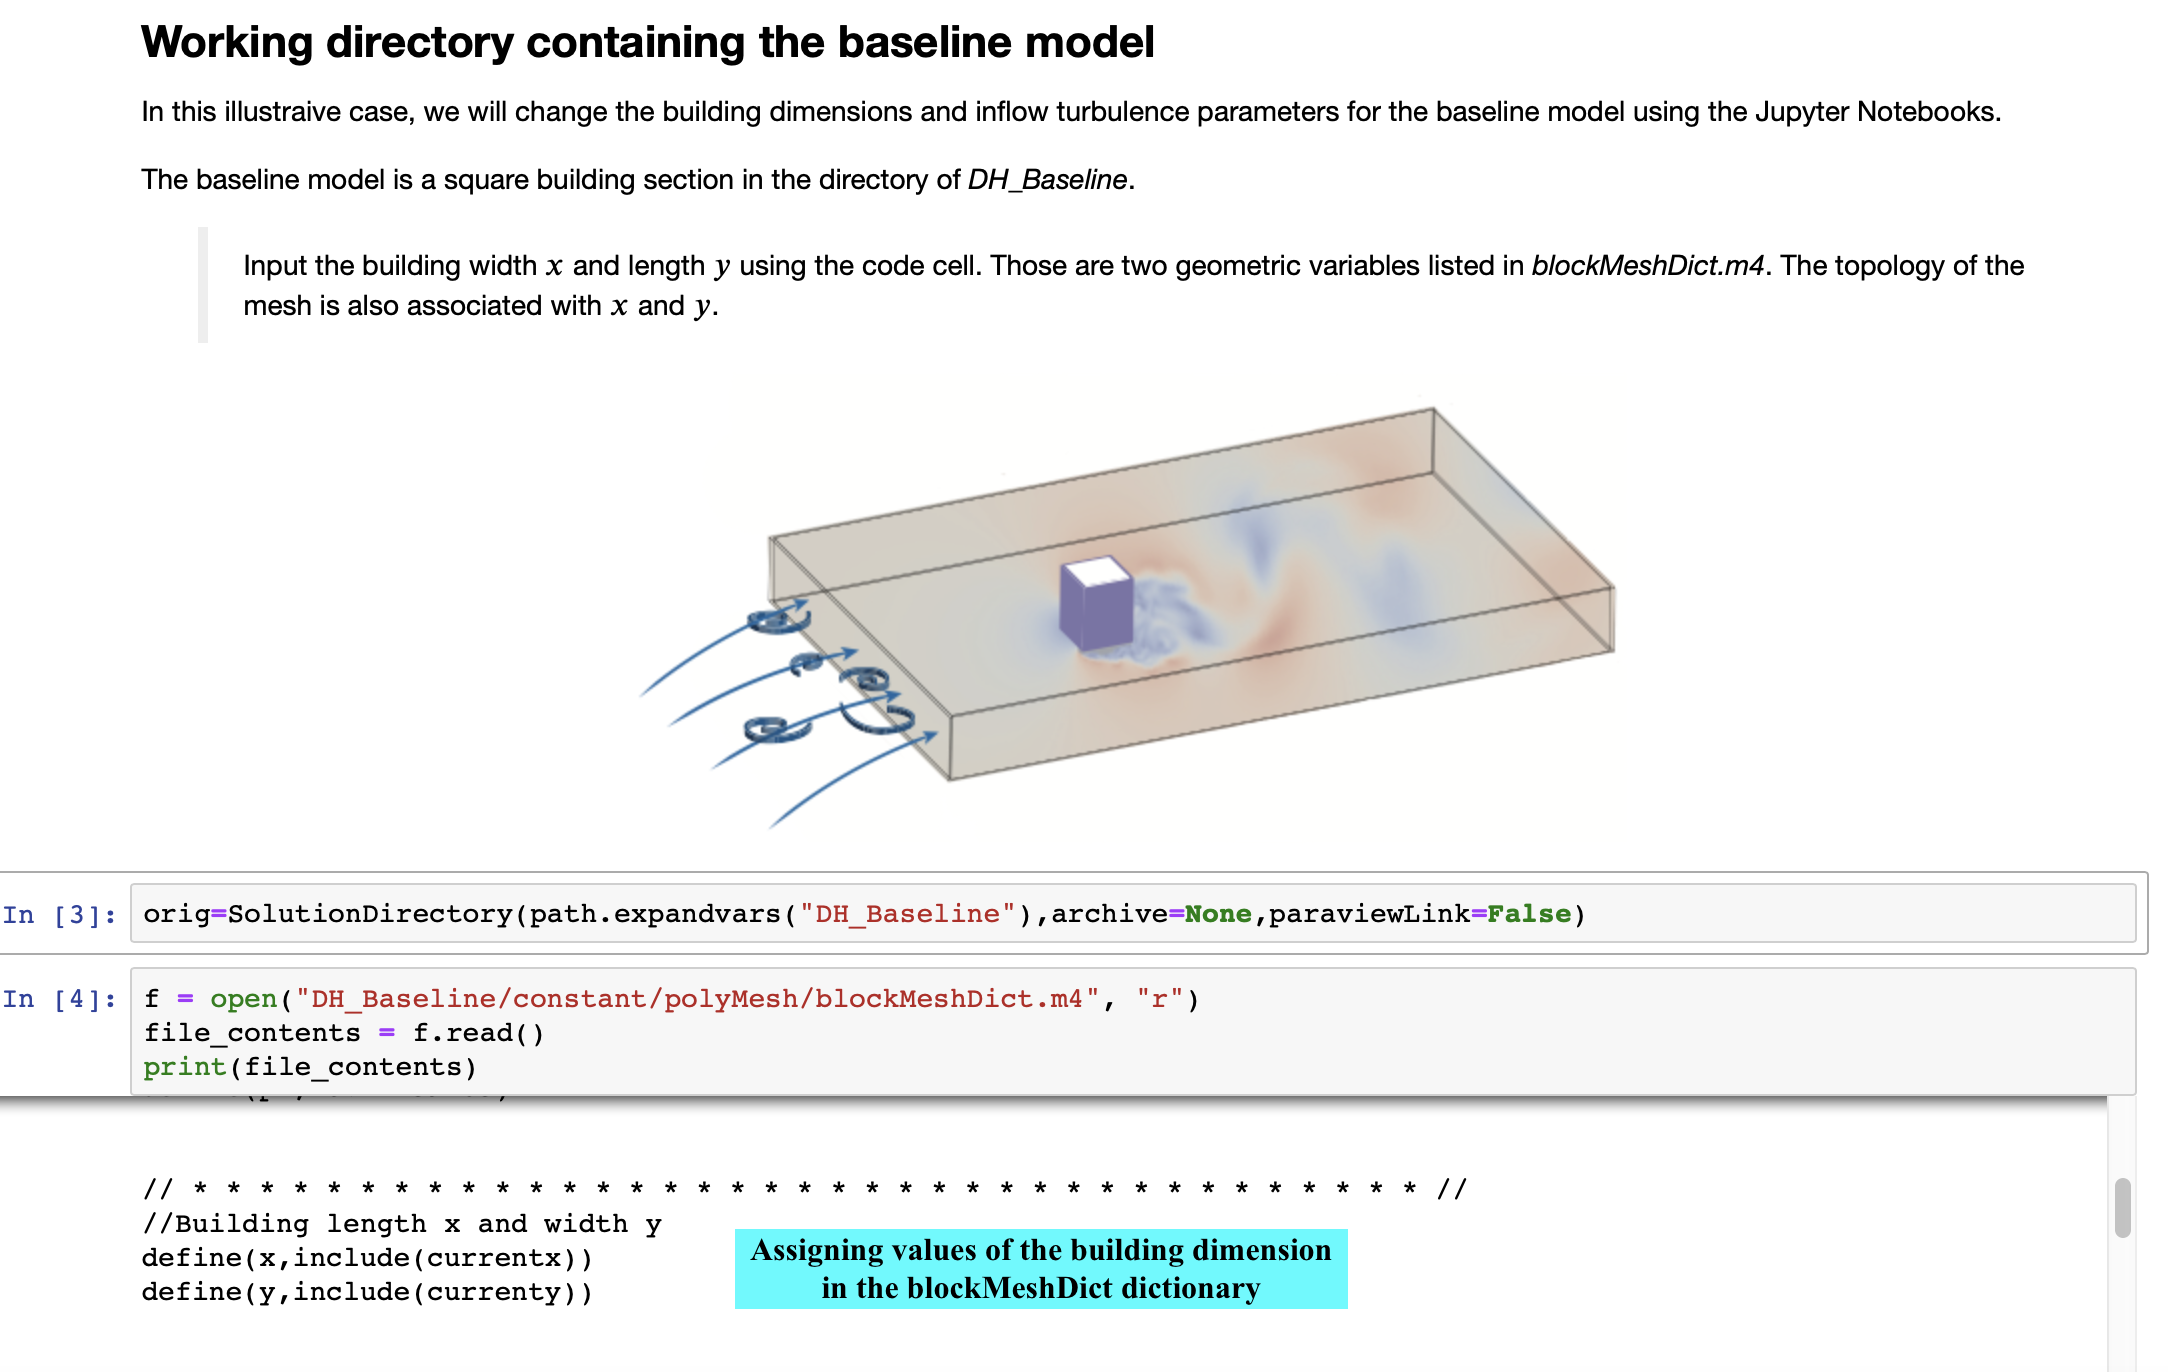 Working directory containing the baseline model
In this illustraive case, we will change the building dimensions and inflow turbulence parameters for the baseline model using the Jupyter Notebooks.
The baseline model is a square building section in the directory of DH_Baseline.
Input the building width x and length y using the code cell. Those are two geometric variables listed in blockMeshDict.m4. The topology of the
mesh is also associated with x and y.
In [3]: orig=SolutionDirectory(path.expandvars("DH_Baseline"),archive=None,paraviewLink=False)
In [4]: f = open("DH_Baseline/constant/polyMesh/blockMeshDict.m4", "r")
file_contents = f.read()
print(file_contents)
// * * * * * * * * * * * * * * * * * * * * * * * * * * * * * * * * * * * * * //
//Building length x and width y
define(x,include(currentx))
define(y,include(currenty))
Assigning values of the building dimension
in the blockMeshDict dictionary